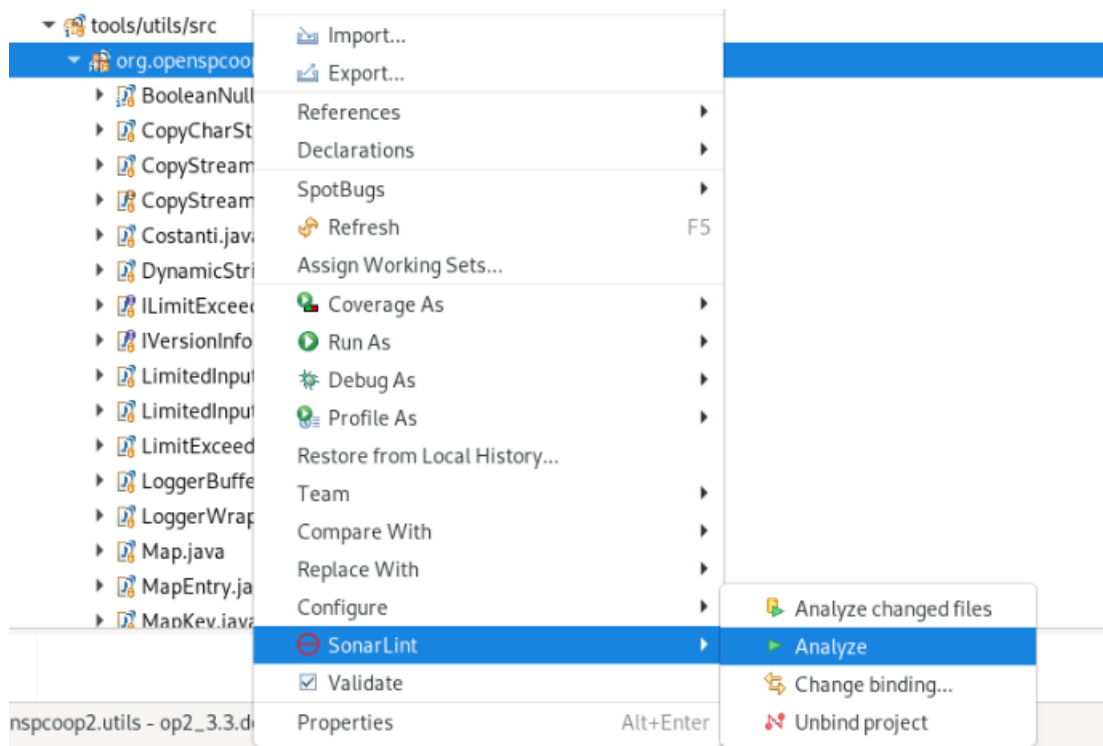 tools/utils/src
org.openspcoop
BooleanNull
CopyCharSt
CopyStream
CopyStream
Costanti.java
DynamicStri
ILimitExceed
IVersionInfo
LimitedInput
LimitedInput
LimitExceed
LoggerBuffe
LoggerWrap
Map.java
MapEntry.ja
MapKey.java
nspcoop2.utils - op2_3.3.d
Import...
Export...
References
Declarations
SpotBugs
Refresh F5
Assign Working Sets...
Coverage As
Run As
Debug As
Profile As
Restore from Local History...
Team
Compare With
Replace With
Configure
SonarLint
Validate
Properties Alt+Enter
Analyze changed files
Analyze
Change binding...
Unbind project